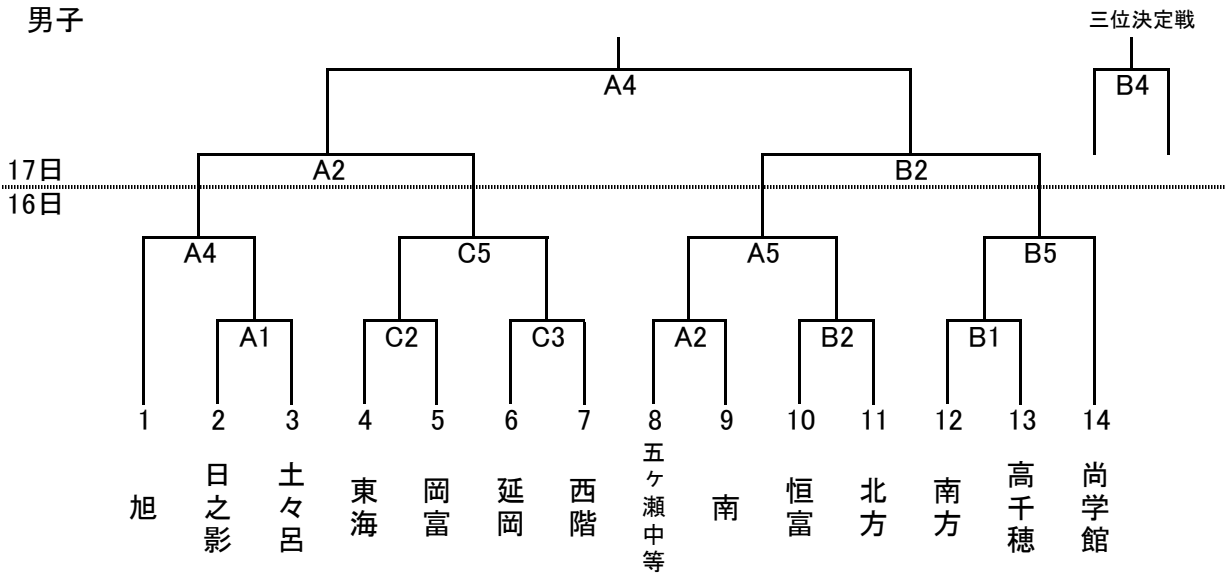 男子
三位決定戦
A4
B4
17日
A2
B2
16日
A4
C5
A5
B5
A1
C2
C3
A2
B2
B1
1
2
3
4
5
6
7
8
9
10
11
12
13
14
旭
日之影
土々呂
東海
岡富
延岡
西階
五ヶ瀬中等
南
恒富
北方
南方
高千穂
尚学館